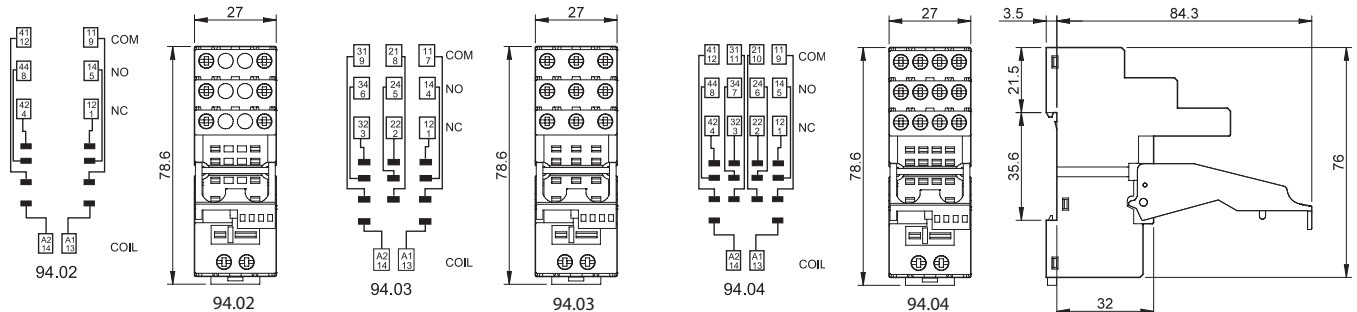 41 12
11 9
COM
44 8
14 5
NO
42 4
12 1
NC
A2 14
A1 13
COIL
94.02
27
78.6
94.02
31 9
21 8
11 7
COM
34 6
24 5
14 4
NO
32 3
22 2
12 1
NC
A2 14
A1 13
COIL
94.03
27
78.6
94.03
41 12
31 11
21 10
11 9
COM
44 8
34 7
24 6
14 5
NO
42 4
32 3
22 2
12 1
NC
A2 14
A1 13
COIL
94.04
27
78.6
94.04
3.5
84.3
21.5
35.6
76
32